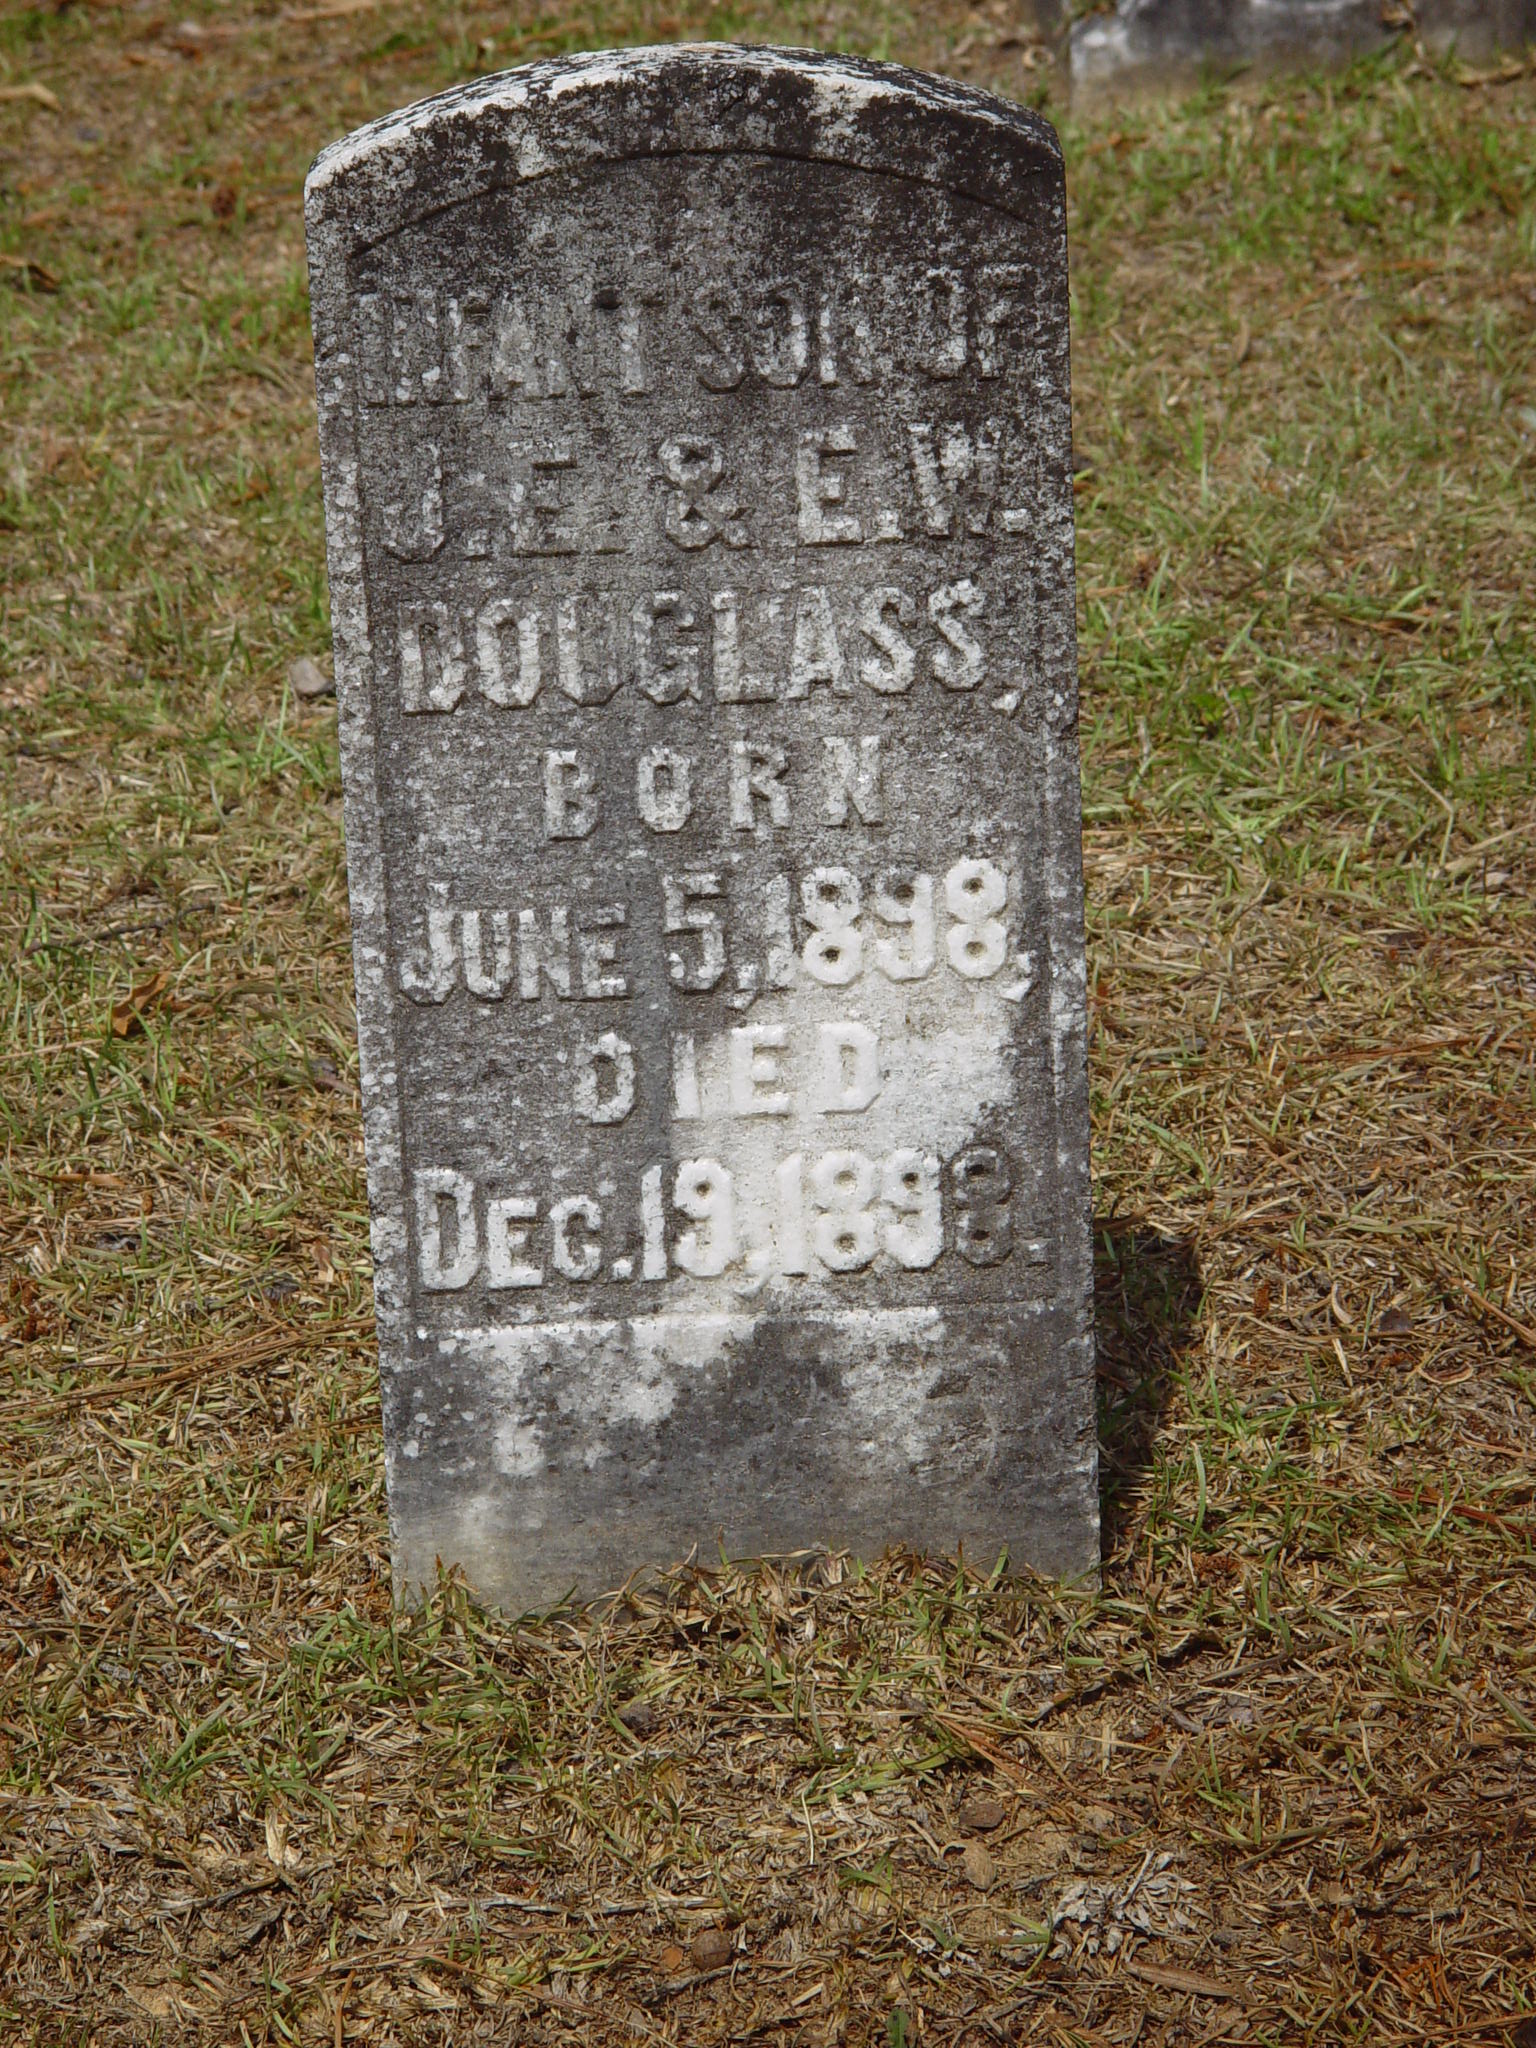 INFANT SON OF
J. E. & E. W.
DOUGLASS,
BORN
JUNE 5, 1898,
DIED
DEC. 19, 1898.